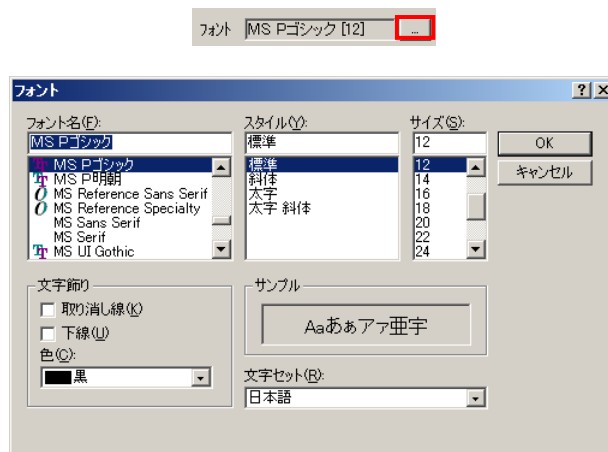 フォント MS Pゴシック [12] ...
フォント
フォント名(F): スタイル(Y): サイズ(S):
MS Pゴシック 標準 12 OK
MS Pゴシック 標準 12 キャンセル
MS P明朝 斜体 14
MS Reference Sans Serif 太字 16
MS Reference Specialty 太字 斜体 18
MS Sans Serif 20
MS Serif 22
MS UI Gothic 24
文字飾り サンプル
取り消し線(K)
下線(U) Aaあぁアァ亜宇
色(C):
黒 文字セット(R):
日本語